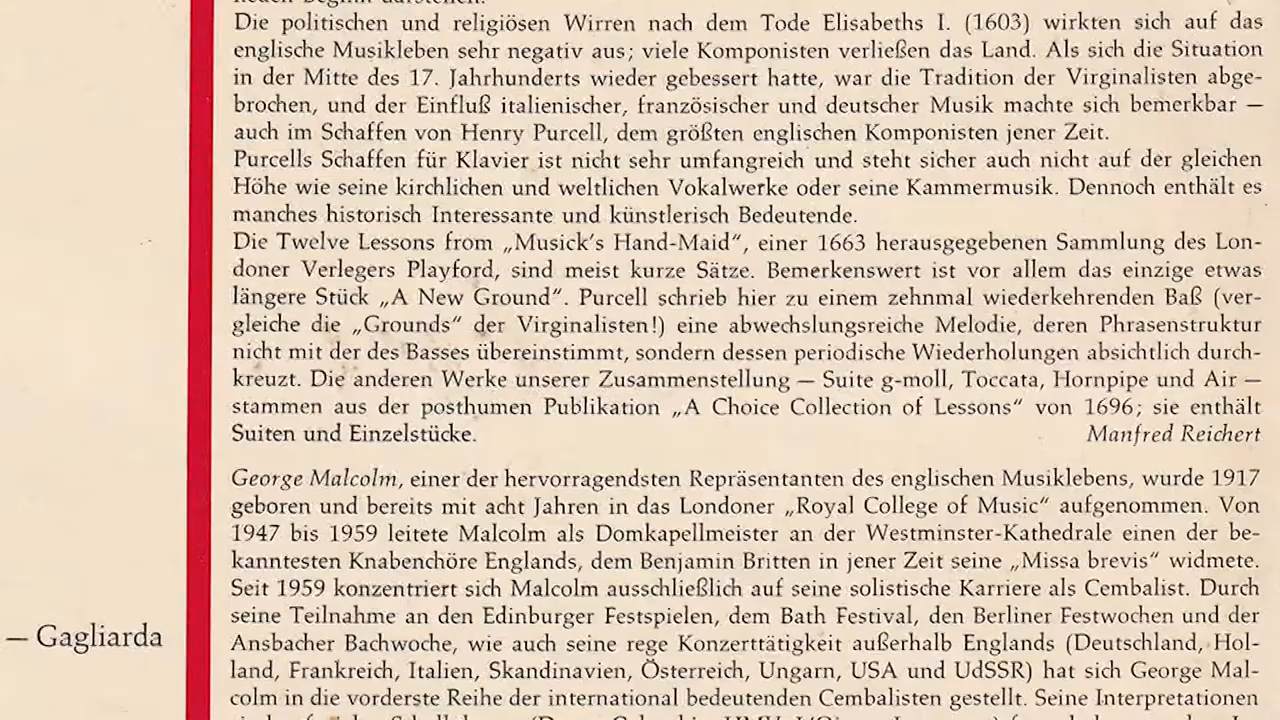 neuen Beginn darstellen.
Die politischen und religiösen Wirren nach dem Tode Elisabeths I. (1603) wirkten sich auf das
englische Musikleben sehr negativ aus; viele Komponisten verließen das Land. Als sich die Situation
in der Mitte des 17. Jahrhunderts wieder gebessert hatte, war die Tradition der Virginalisten abge-
brochen, und der Einfluß italienischer, französischer und deutscher Musik machte sich bemerkbar —
auch im Schaffen von Henry Purcell, dem größten englischen Komponisten jener Zeit.
Purcells Schaffen für Klavier ist nicht sehr umfangreich und steht sicher auch nicht auf der gleichen
Höhe wie seine kirchlichen und weltlichen Vokalwerke oder seine Kammermusik. Dennoch enthält es
manches historisch Interessante und künstlerisch Bedeutende.
Die Twelve Lessons from „Musick's Hand-Maid“, einer 1663 herausgegebenen Sammlung des Lon-
doner Verlegers Playford, sind meist kurze Sätze. Bemerkenswert ist vor allem das einzige etwas
längere Stück „A New Ground“. Purcell schrieb hier zu einem zehnmal wiederkehrenden Baß (ver-
gleiche die „Grounds“ der Virginalisten!) eine abwechslungsreiche Melodie, deren Phrasenstruktur
nicht mit der des Basses übereinstimmt, sondern dessen periodische Wiederholungen absichtlich durch-
kreuzt. Die anderen Werke unserer Zusammenstellung — Suite g-moll, Toccata, Hornpipe und Air —
stammen aus der posthumen Publikation „A Choice Collection of Lessons“ von 1696; sie enthält
Suiten und Einzelstücke. Manfred Reichert
George Malcolm, einer der hervorragendsten Repräsentanten des englischen Musiklebens, wurde 1917
geboren und bereits mit acht Jahren in das Londoner „Royal College of Music“ aufgenommen. Von
1947 bis 1959 leitete Malcolm als Domkapellmeister an der Westminster-Kathedrale einen der be-
kanntesten Knabenchöre Englands, dem Benjamin Britten in jener Zeit seine „Missa brevis“ widmete.
Seit 1959 konzentriert sich Malcolm ausschließlich auf seine solistische Karriere als Cembalist. Durch
seine Teilnahme an den Edinburger Festspielen, dem Bath Festival, den Berliner Festwochen und der
Ansbacher Bachwoche, wie auch seine rege Konzerttätigkeit außerhalb Englands (Deutschland, Hol-
land, Frankreich, Italien, Skandinavien, Österreich, Ungarn, USA und UdSSR) hat sich George Mal-
colm in die vorderste Reihe der international bedeutenden Cembalisten gestellt. Seine Interpretationen
— Gagliarda